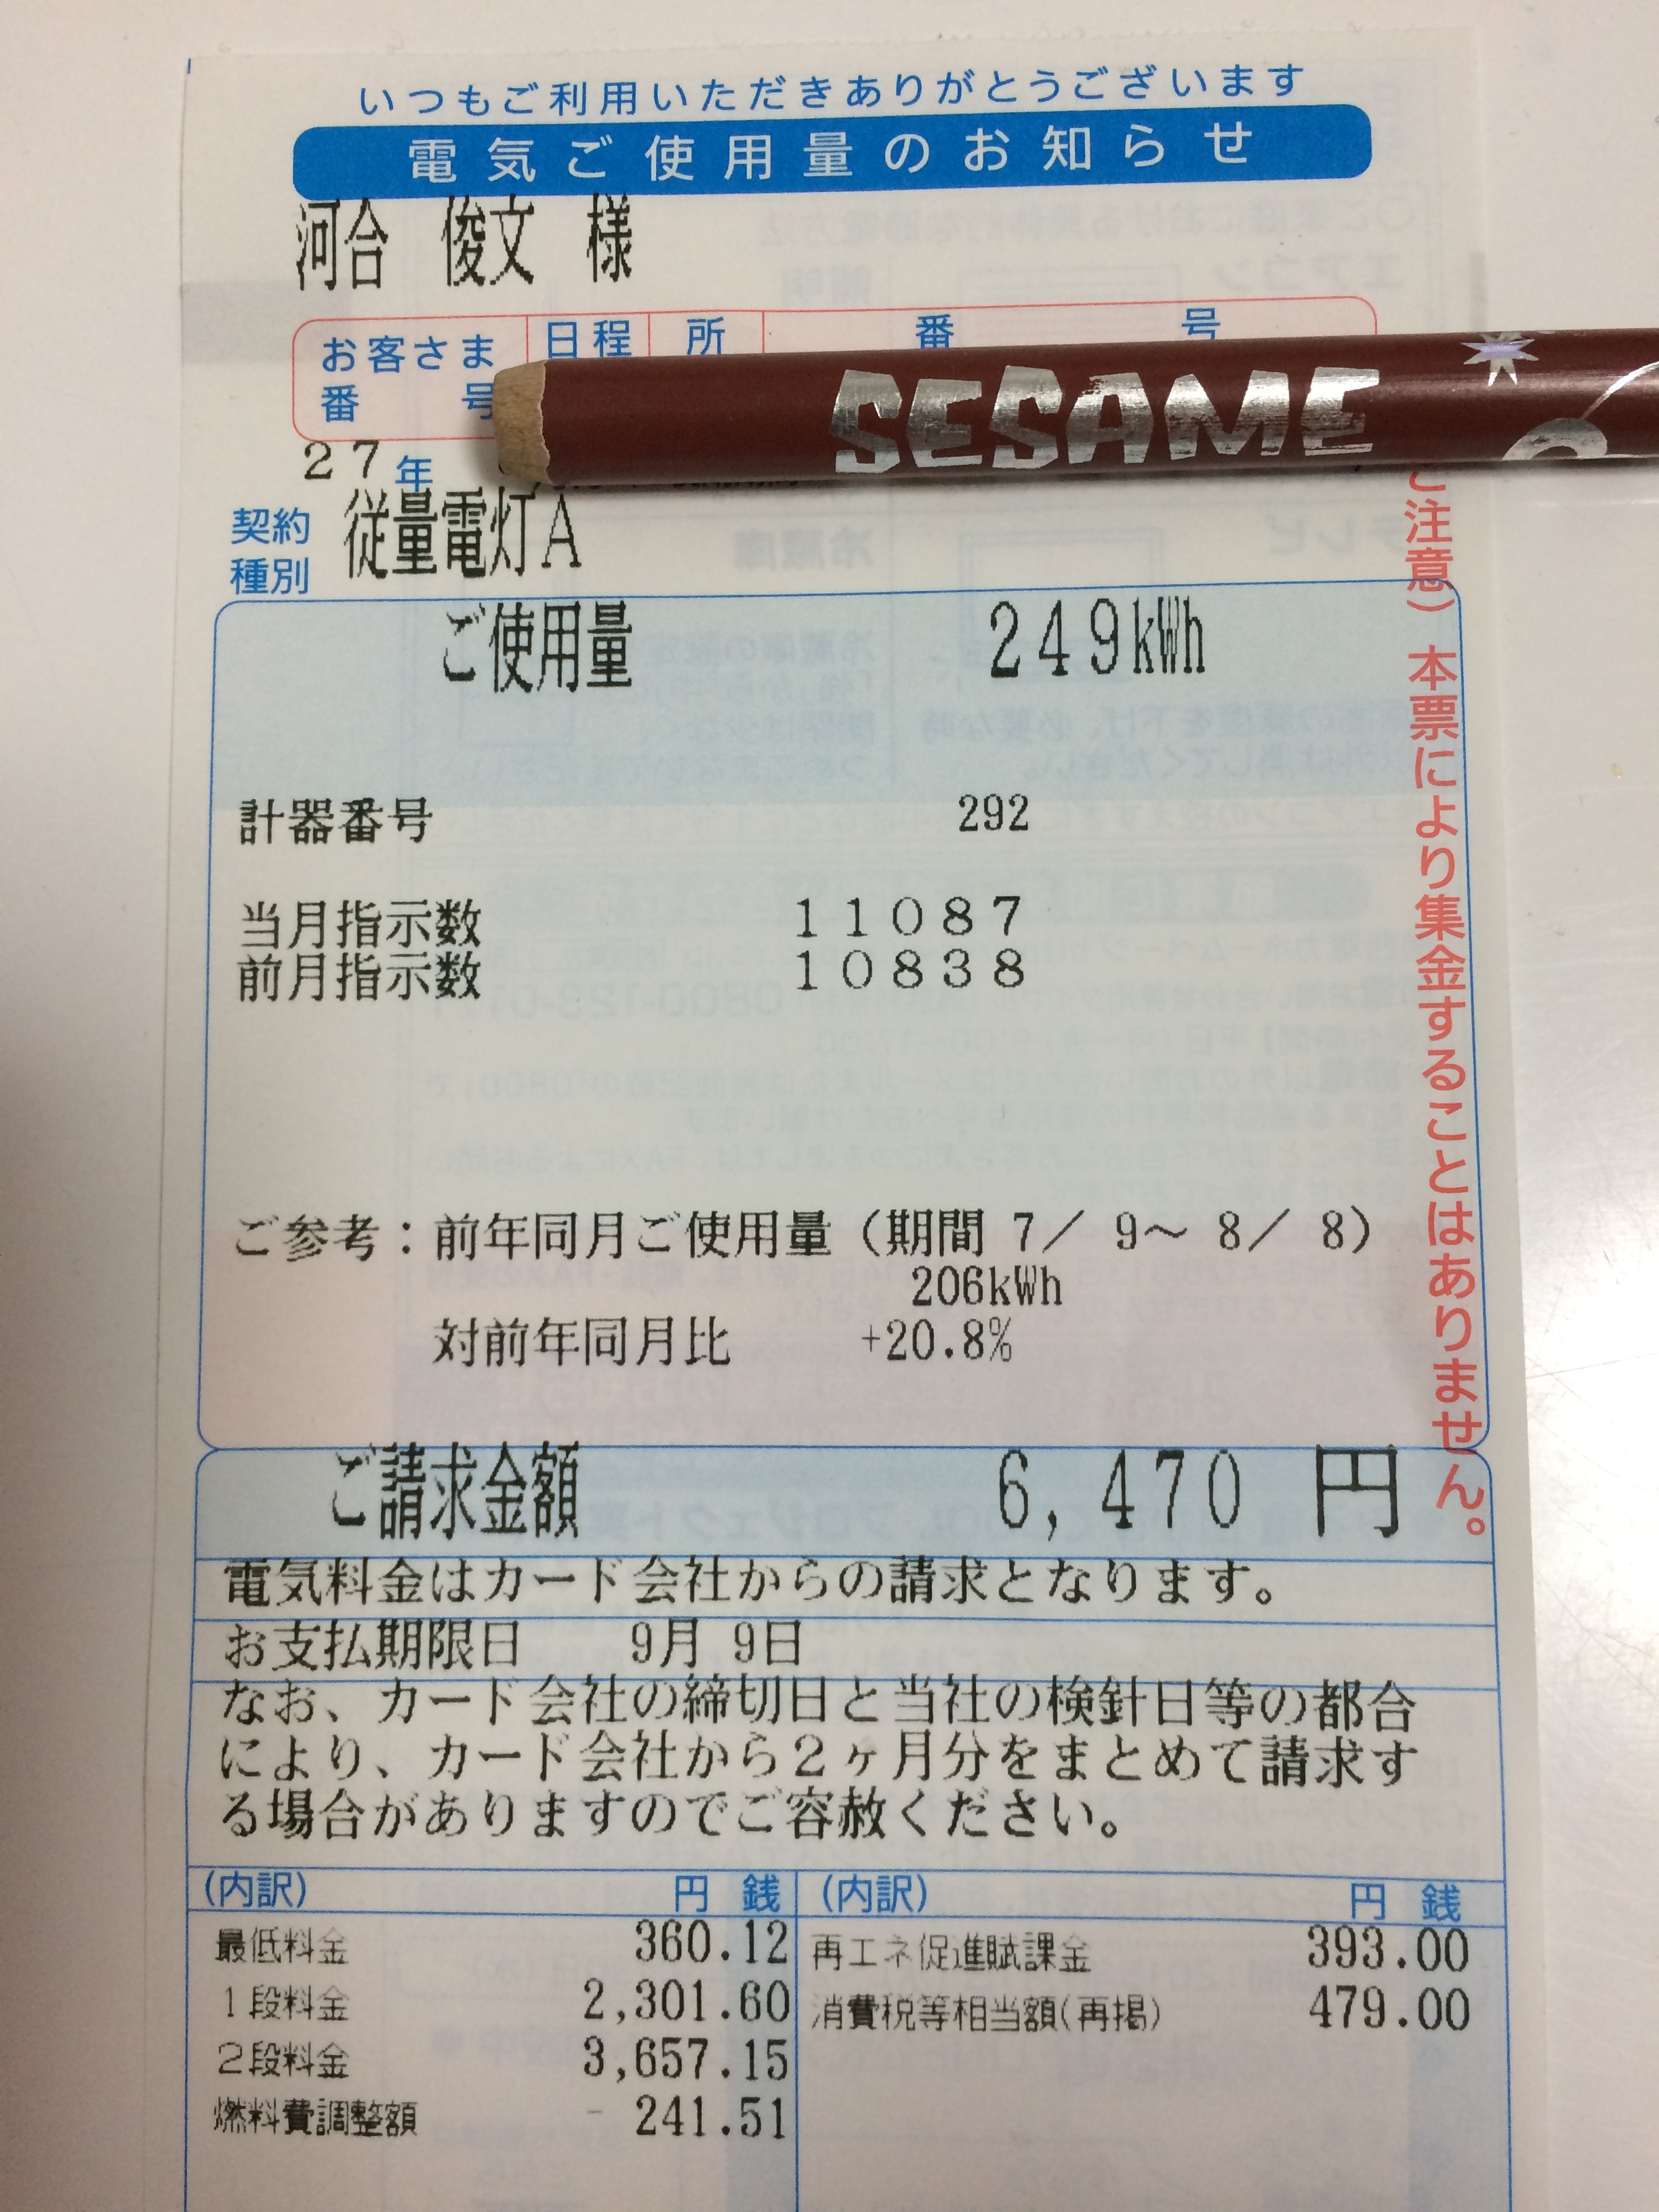 いつもご利用いただきありがとうございます
電気ご使用量のお知らせ
河合 俊文 様
お客さま番号 日程 所 番 号
SESAME
27年
契約種別 従量電灯A
ご使用量 249kWh
計器番号 292
当月指示数 11087
前月指示数 10838
ご参考:前年同月ご使用量(期間 7/ 9~ 8/ 8)
206kWh
対前年同月比 +20.8%
ご請求金額 6,470 円
電気料金はカード会社からの請求となります。
お支払期限日 9月 9日
なお、カード会社の締切日と当社の検針日等の都合
により、カード会社から2ヶ月分をまとめて請求す
る場合がありますのでご容赦ください。
(内訳) 円 銭 (内訳) 円 銭
最低料金 360.12 再エネ促進賦課金 393.00
1段料金 2,301.60 消費税等相当額(再掲) 479.00
2段料金 3,657.15
燃料費調整額 - 241.51
ご注意)本票により集金することはありません。